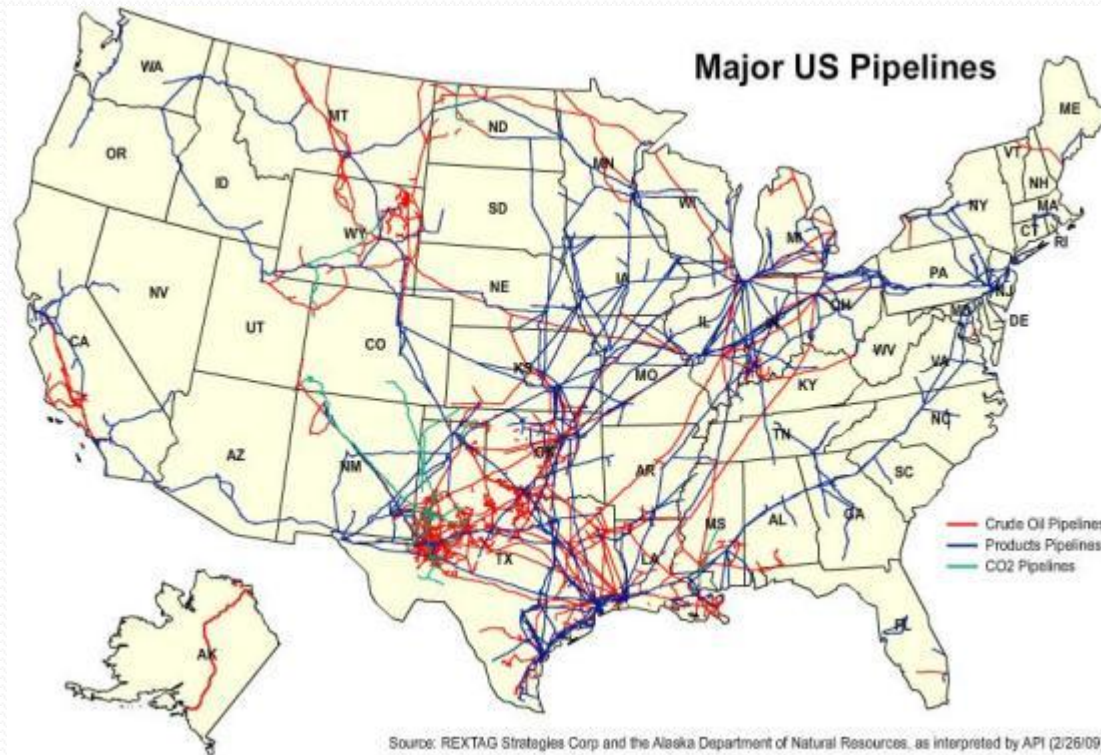 Major US Pipelines
WA
MT
ND
ME
OR
MN
VT
ID
NH
SD
WI
NY
MA
WY
MI
CT
RI
IA
PA
NE
NJ
NV
OH
IL
IN
MD
DE
UT
CA
CO
WV
VA
KS
MO
KY
NC
TN
AZ
NM
OK
AR
SC
MS
AL
GA
Crude Oil Pipelines
Products Pipelines
CO2 Pipelines
TX
LA
FL
AK
Source: REXTAG Strategies Corp and the Alaska Department of Natural Resources, as interpreted by API (2/26/09